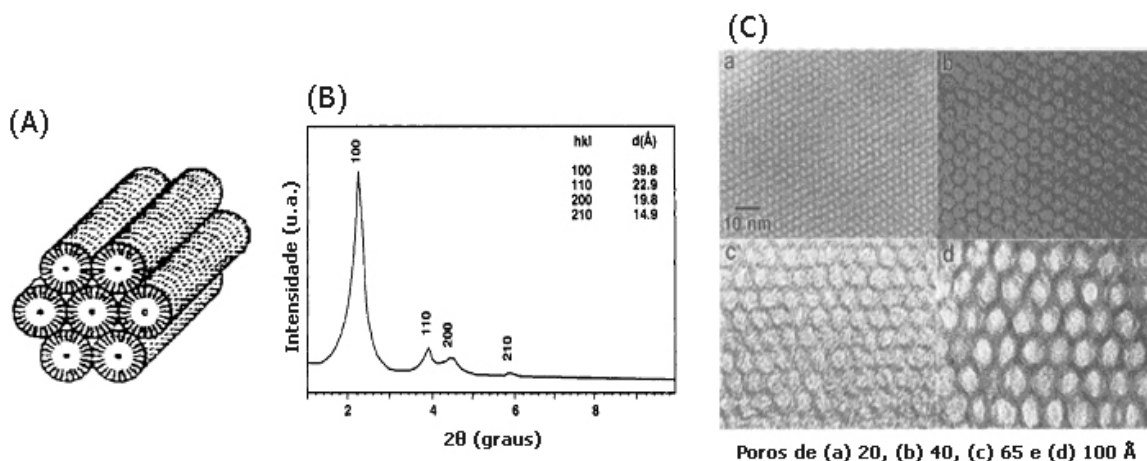 (A)
(B)
Intensidade (u. a.)
100
110
200
210
hkl d(Å)
100 39.8
110 22.9
200 19.8
210 14.9
2 4 6 8
2θ (graus)
(C)
a
b
10 nm
c
d
Poros de (a) 20, (b) 40, (c) 65 e (d) 100 Å